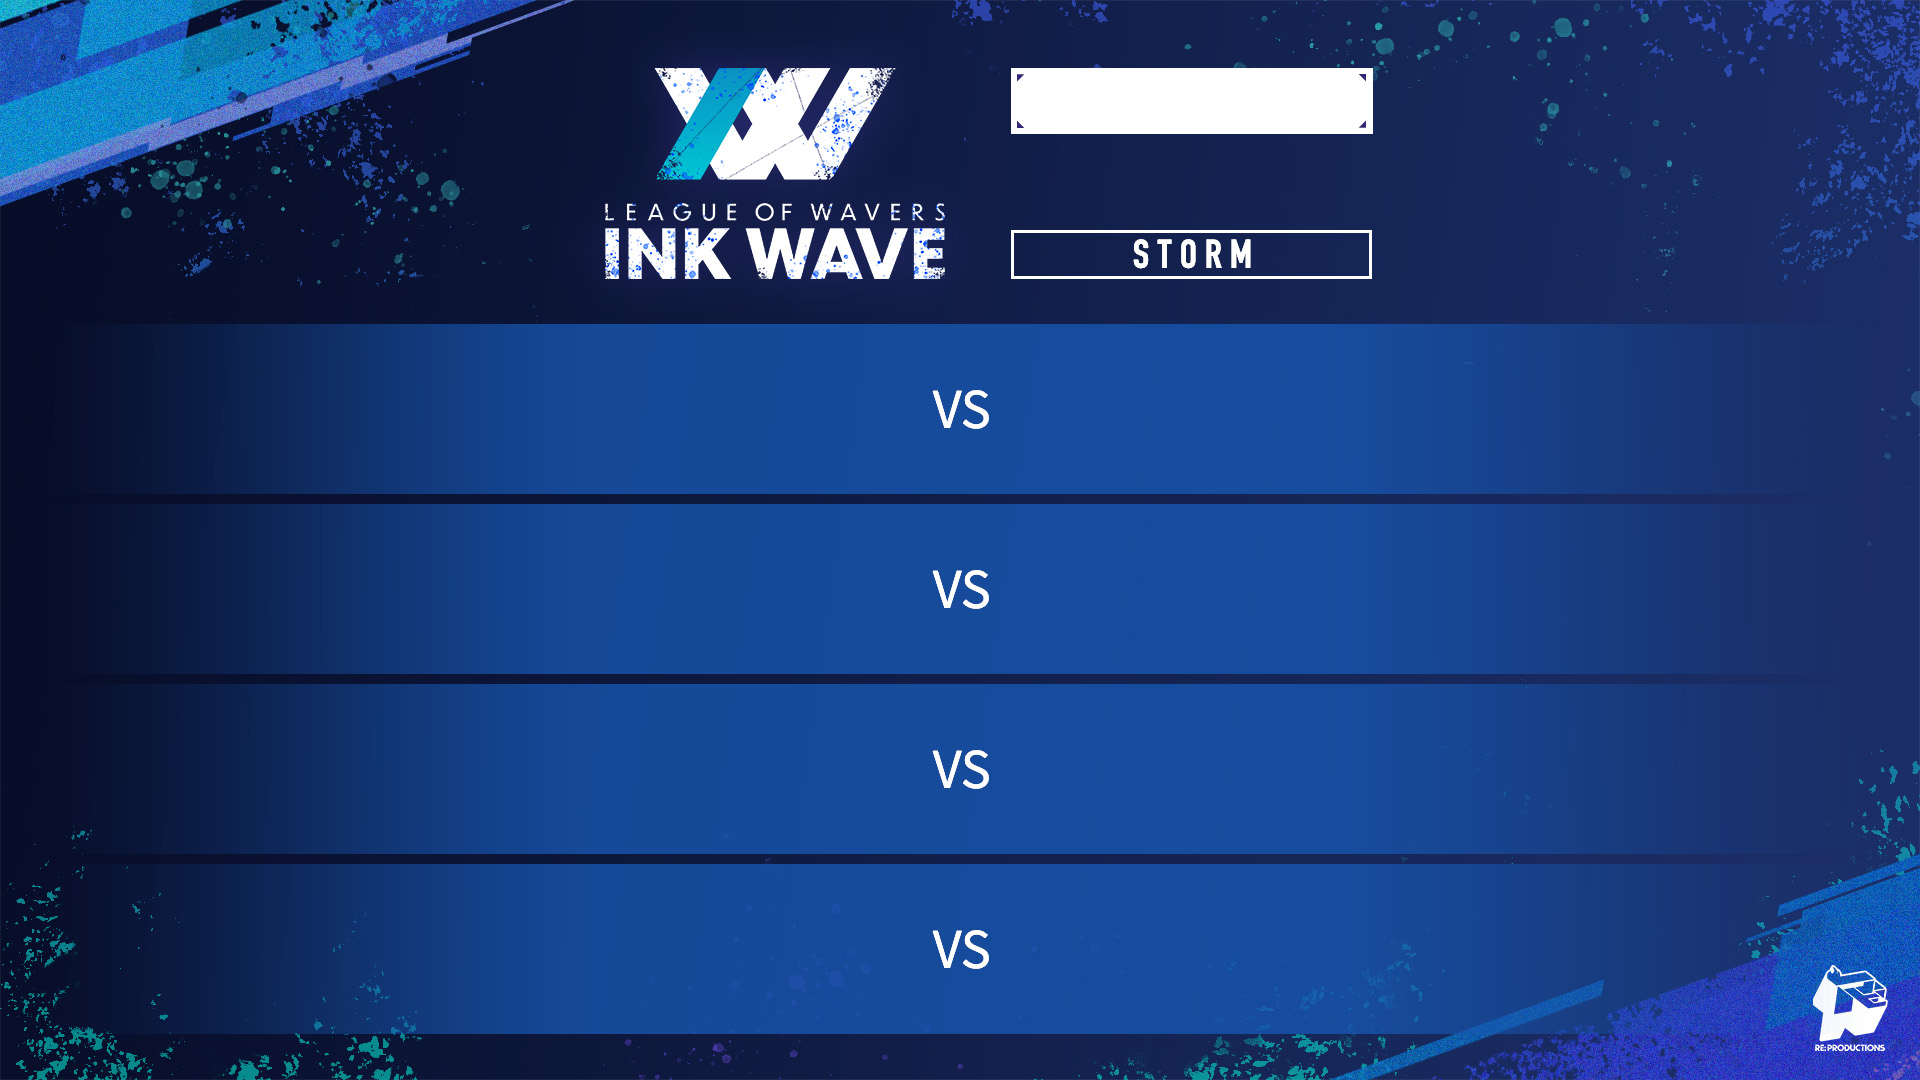 LEAGUE OF WAVERS
INK WAVE
STORM
VS
VS
VS
VS
RE:PRODUCTIONS